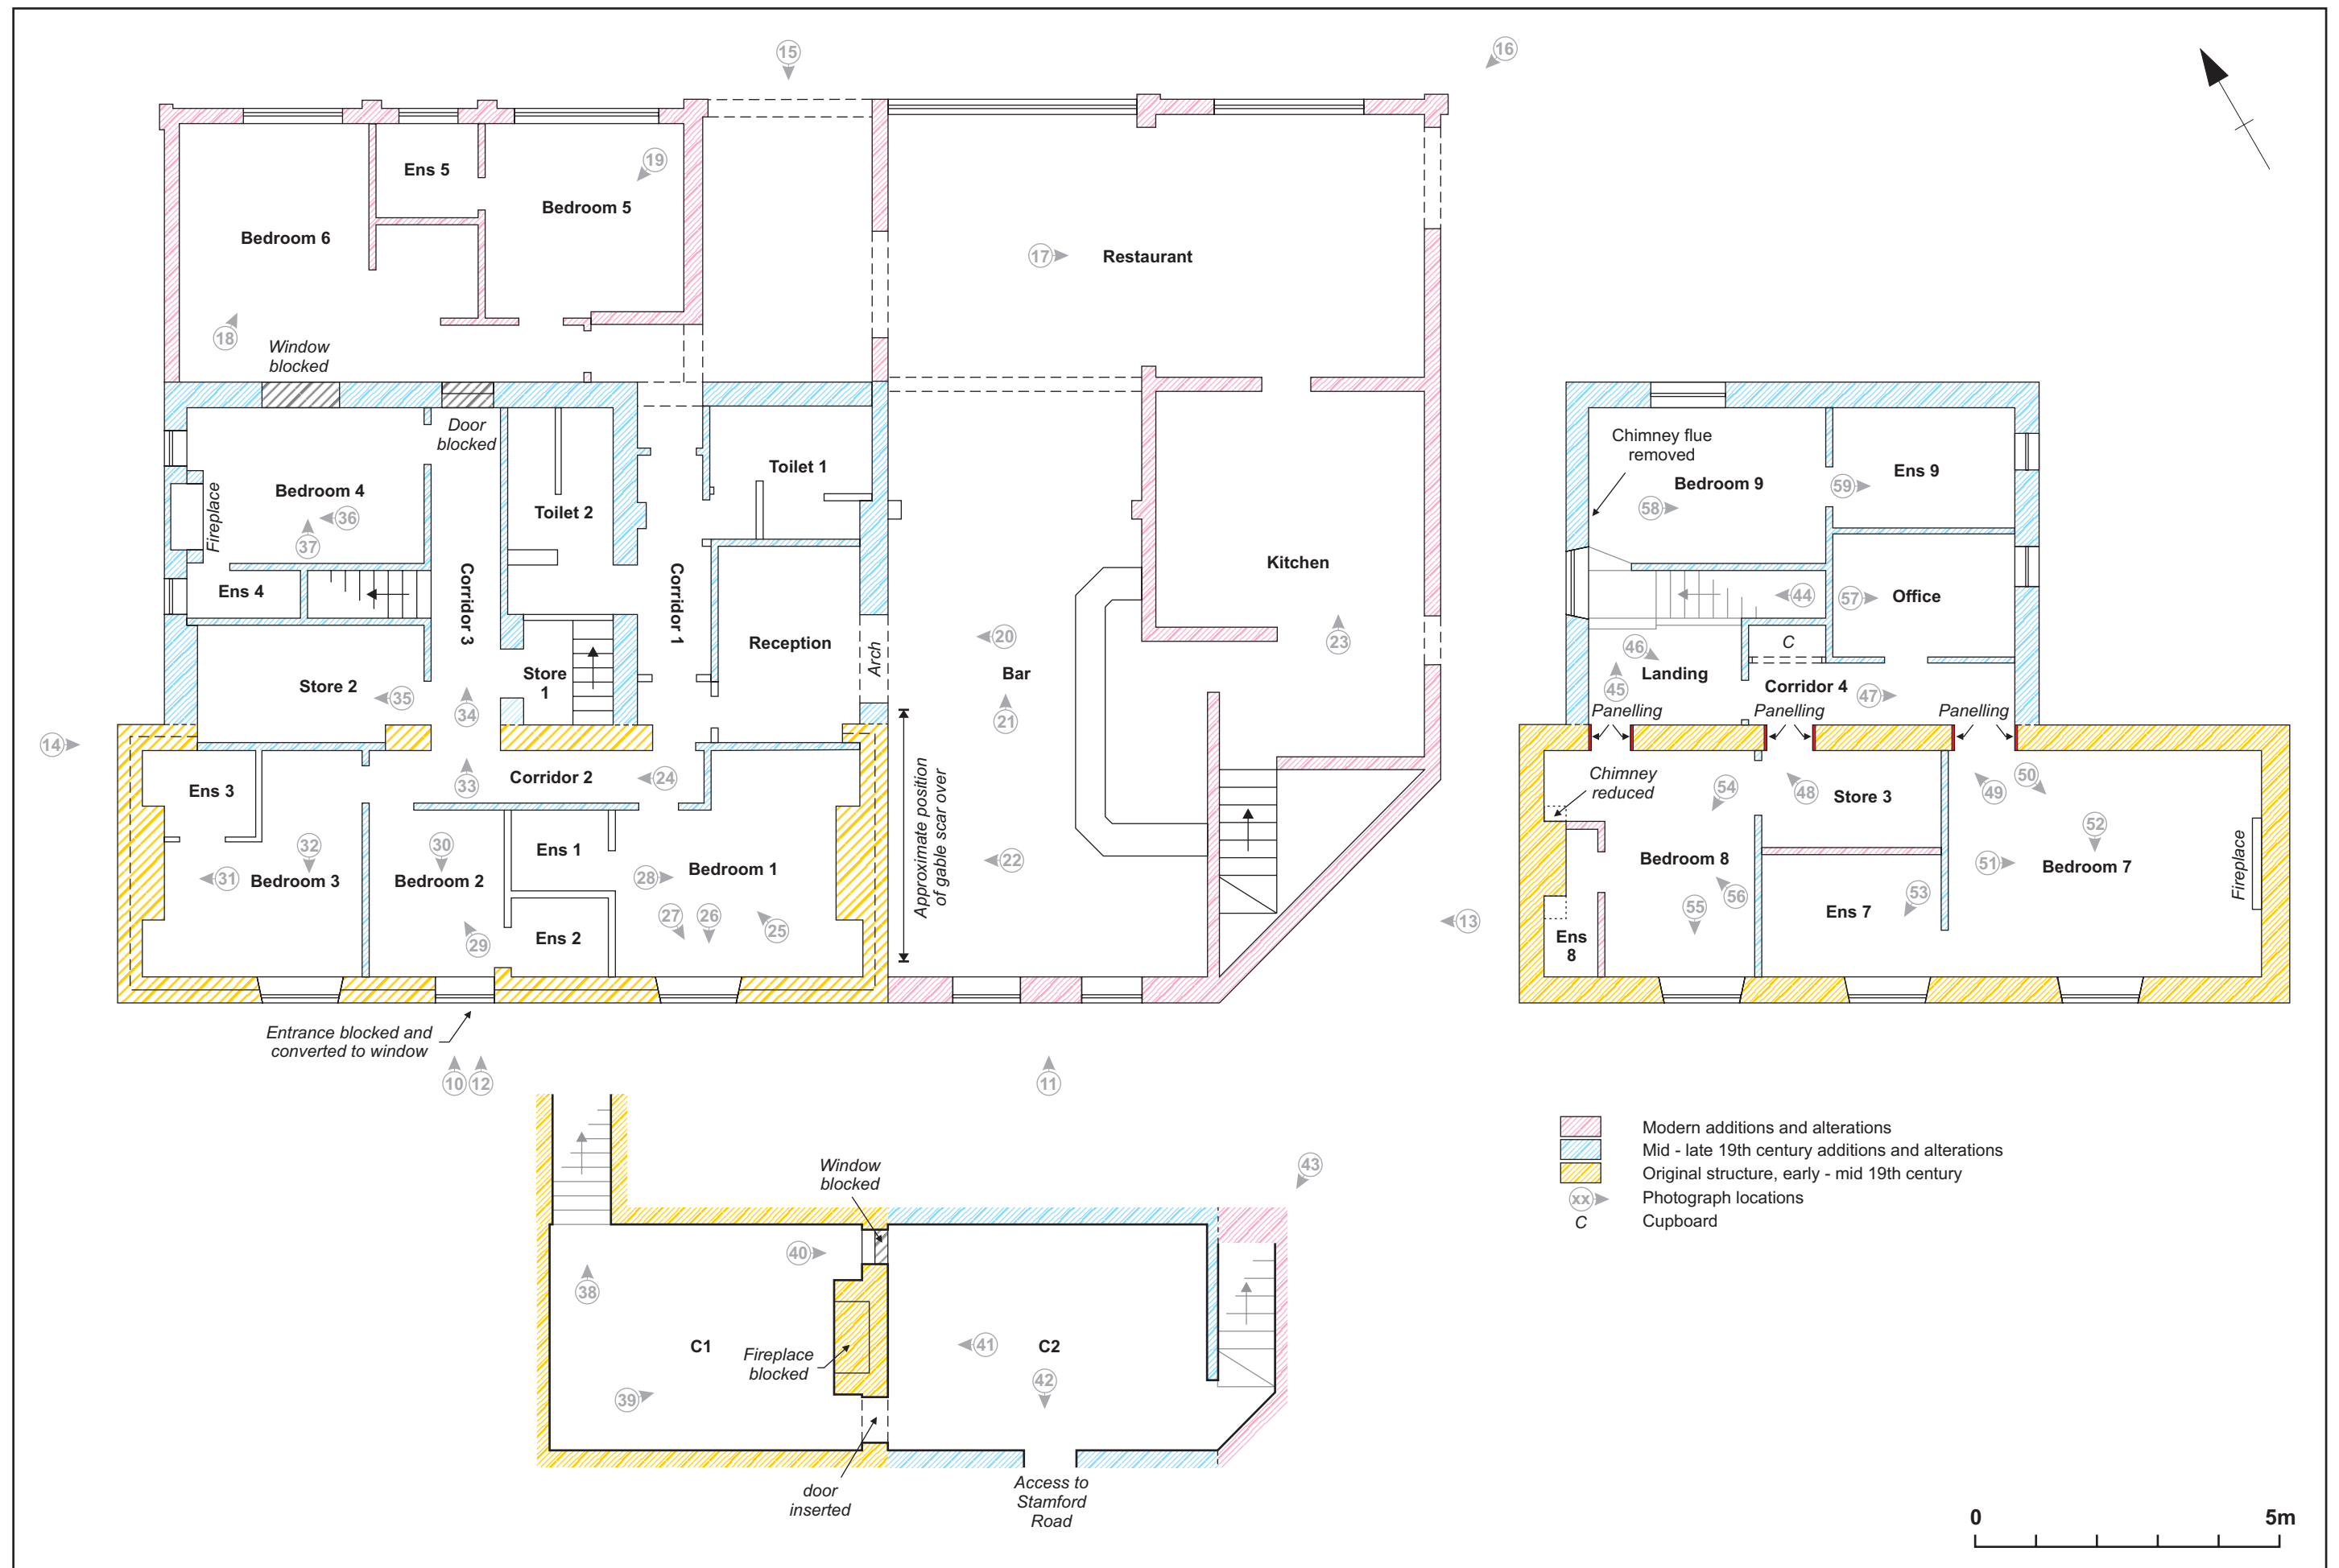 15
16
Ens 5
19
Bedroom 5
Bedroom 6
17
Restaurant
18
Window
blocked
Door
blocked
Toilet 1
Bedroom 4
Fireplace
36
37
Toilet 2
Corridor 3
Corridor 1
Ens 4
Kitchen
Reception
Arch
20
23
Store 2
35
Store
1
Bar
34
21
14
Ens 3
33
Corridor 2
24
Approximate position
of gable scar over
32
30
Ens 1
31
Bedroom 3
Bedroom 2
28
Bedroom 1
22
27
26
25
29
Ens 2
13
Entrance blocked and
converted to window
10
12
11
Chimney flue
removed
Bedroom 9
58
59
Ens 9
44
57
Office
C
46
Landing
45
Corridor 4
47
Panelling
Panelling
Panelling
Chimney
reduced
54
48
Store 3
49
50
52
Bedroom 8
51
Bedroom 7
Fireplace
56
53
55
Ens 7
Ens
8
Window
blocked
43
40
38
C1
Fireplace
blocked
41
C2
42
39
door
inserted
Access to
Stamford
Road
Modern additions and alterations
Mid - late 19th century additions and alterations
Original structure, early - mid 19th century
xx Photograph locations
C Cupboard
0 5m